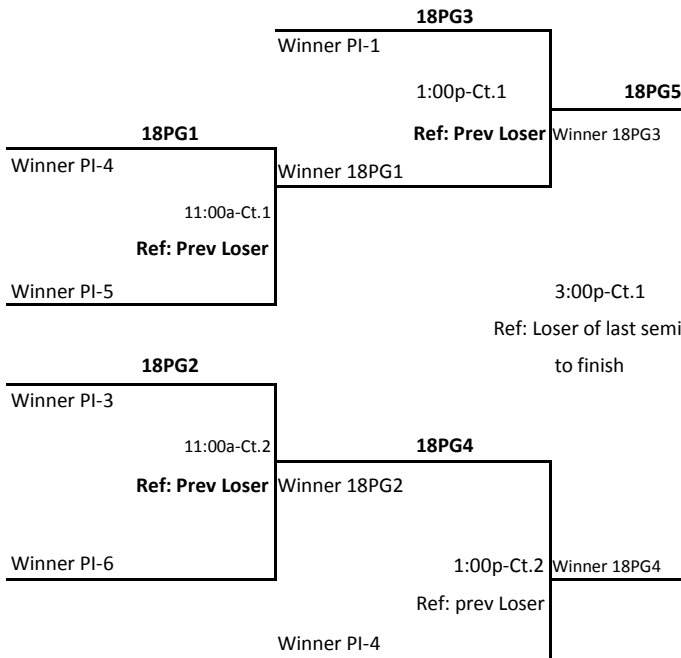 18PG3
Winner PI-1
1:00p-Ct.1
18PG5
18PG1
Ref: Prev Loser
Winner 18PG3
Winner PI-4
Winner 18PG1
11:00a-Ct.1
Ref: Prev Loser
Winner PI-5
3:00p-Ct.1
Ref: Loser of last semi
18PG2
to finish
Winner PI-3
11:00a-Ct.2
18PG4
Ref: Prev Loser
Winner 18PG2
Winner PI-6
1:00p-Ct.2
Winner 18PG4
Ref: prev Loser
Winner PI-4